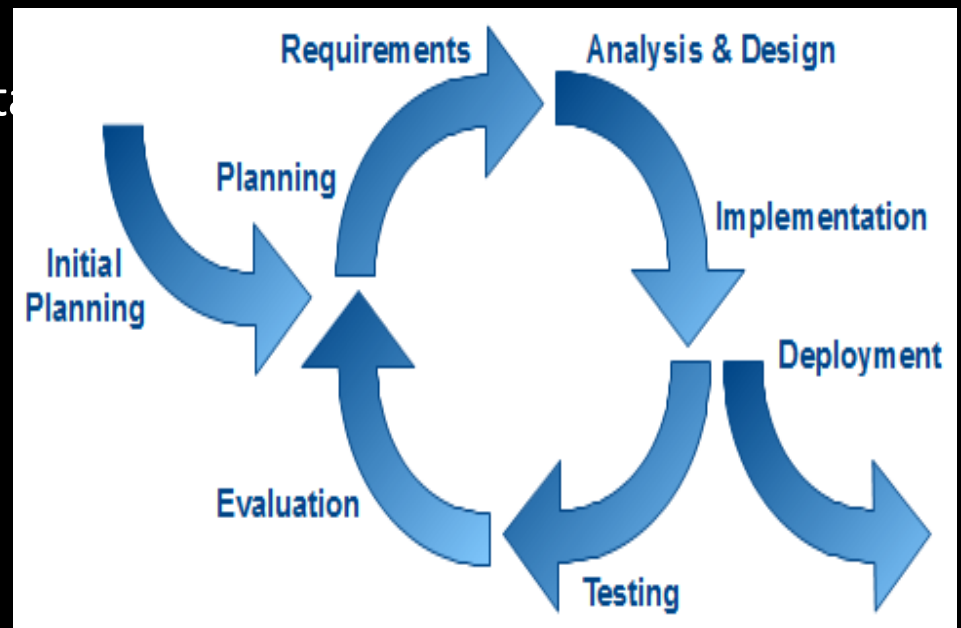 Requirements
Analysis & Design
Planning
Implementation
Initial
Planning
Deployment
Evaluation
Testing